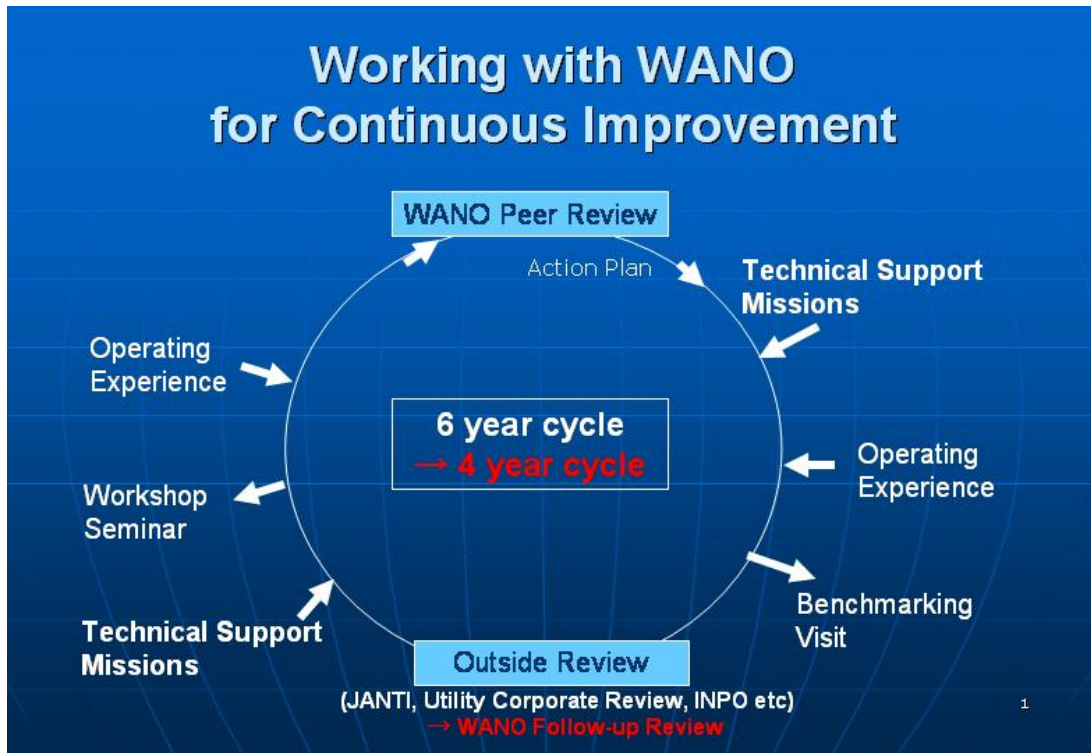 Working with WANO
for Continuous Improvement
WANO Peer Review
Action Plan
Technical Support
Missions
Operating
Experience
6 year cycle
→ 4 year cycle
Operating
Experience
Workshop
Seminar
Benchmarking
Visit
Technical Support
Missions
Outside Review
(JANTI, Utility Corporate Review, INPO etc)
→ WANO Follow-up Review
1